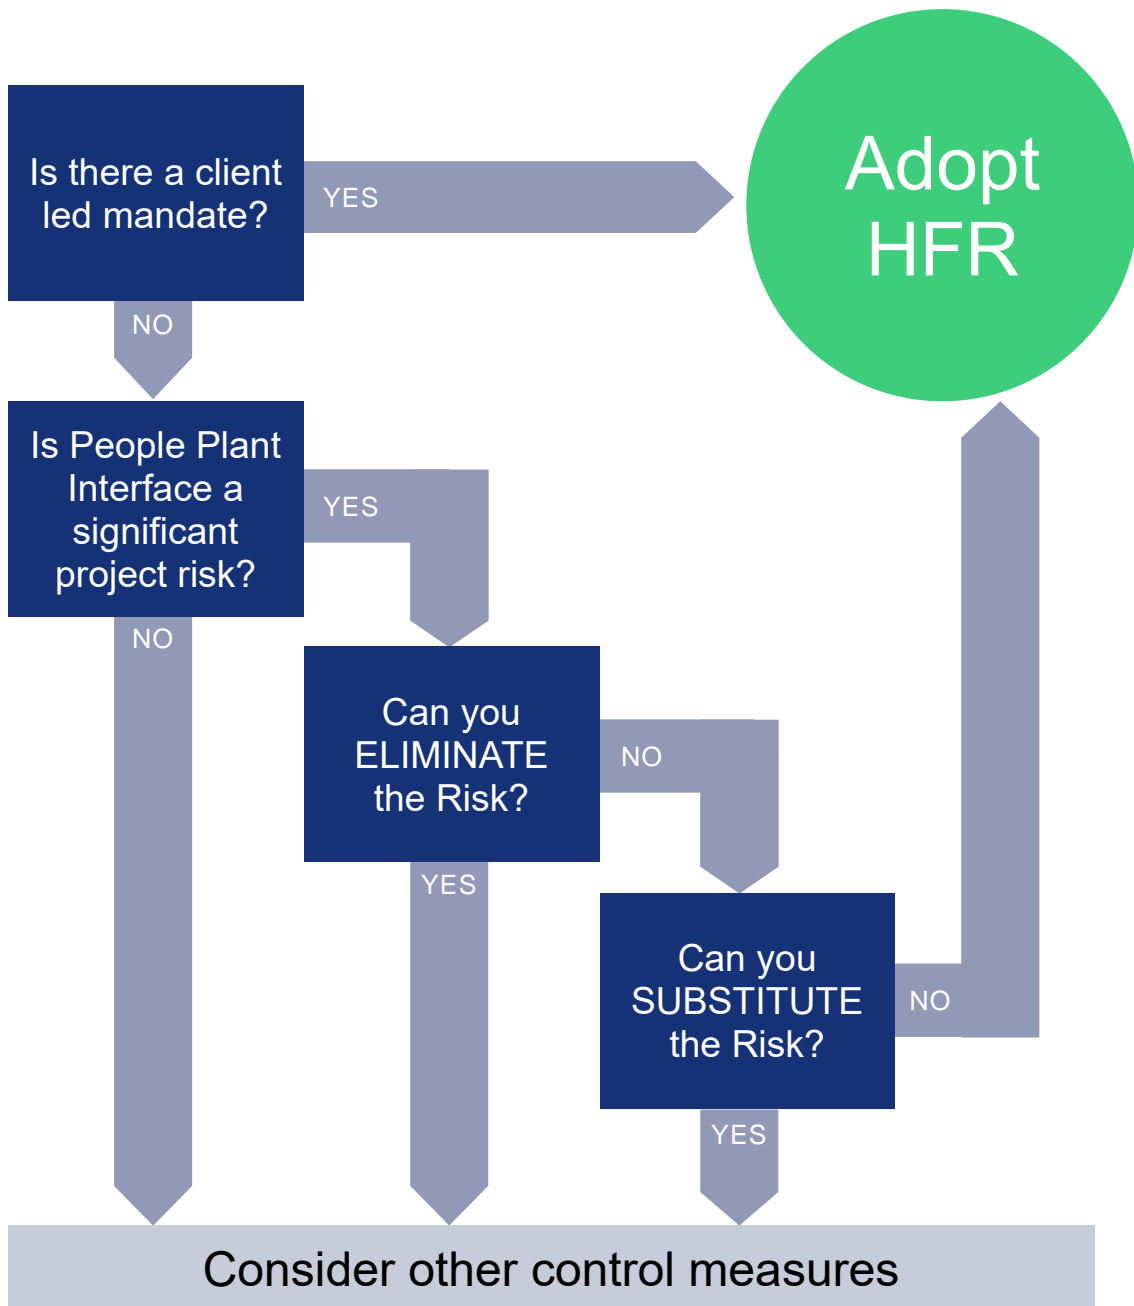 Is there a client
led mandate?
YES
Adopt
HFR
NO
Is People Plant
Interface a
significant
project risk?
YES
NO
Can you
ELIMINATE
the Risk?
NO
YES
Can you
SUBSTITUTE
the Risk?
NO
YES
Consider other control measures